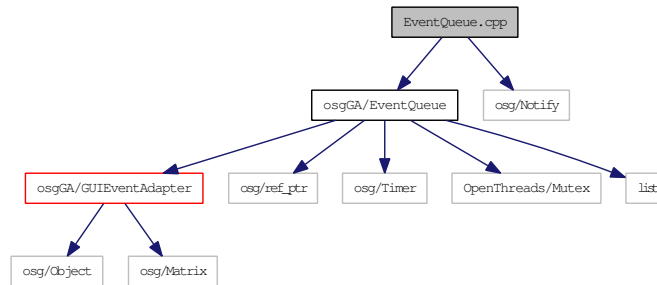 EventQueue.cpp
osgGA/EventQueue
osg/Notify
osgGA/GUIEventAdapter
osg/ref_ptr
osg/Timer
OpenThreads/Mutex
list
osg/Object
osg/Matrix